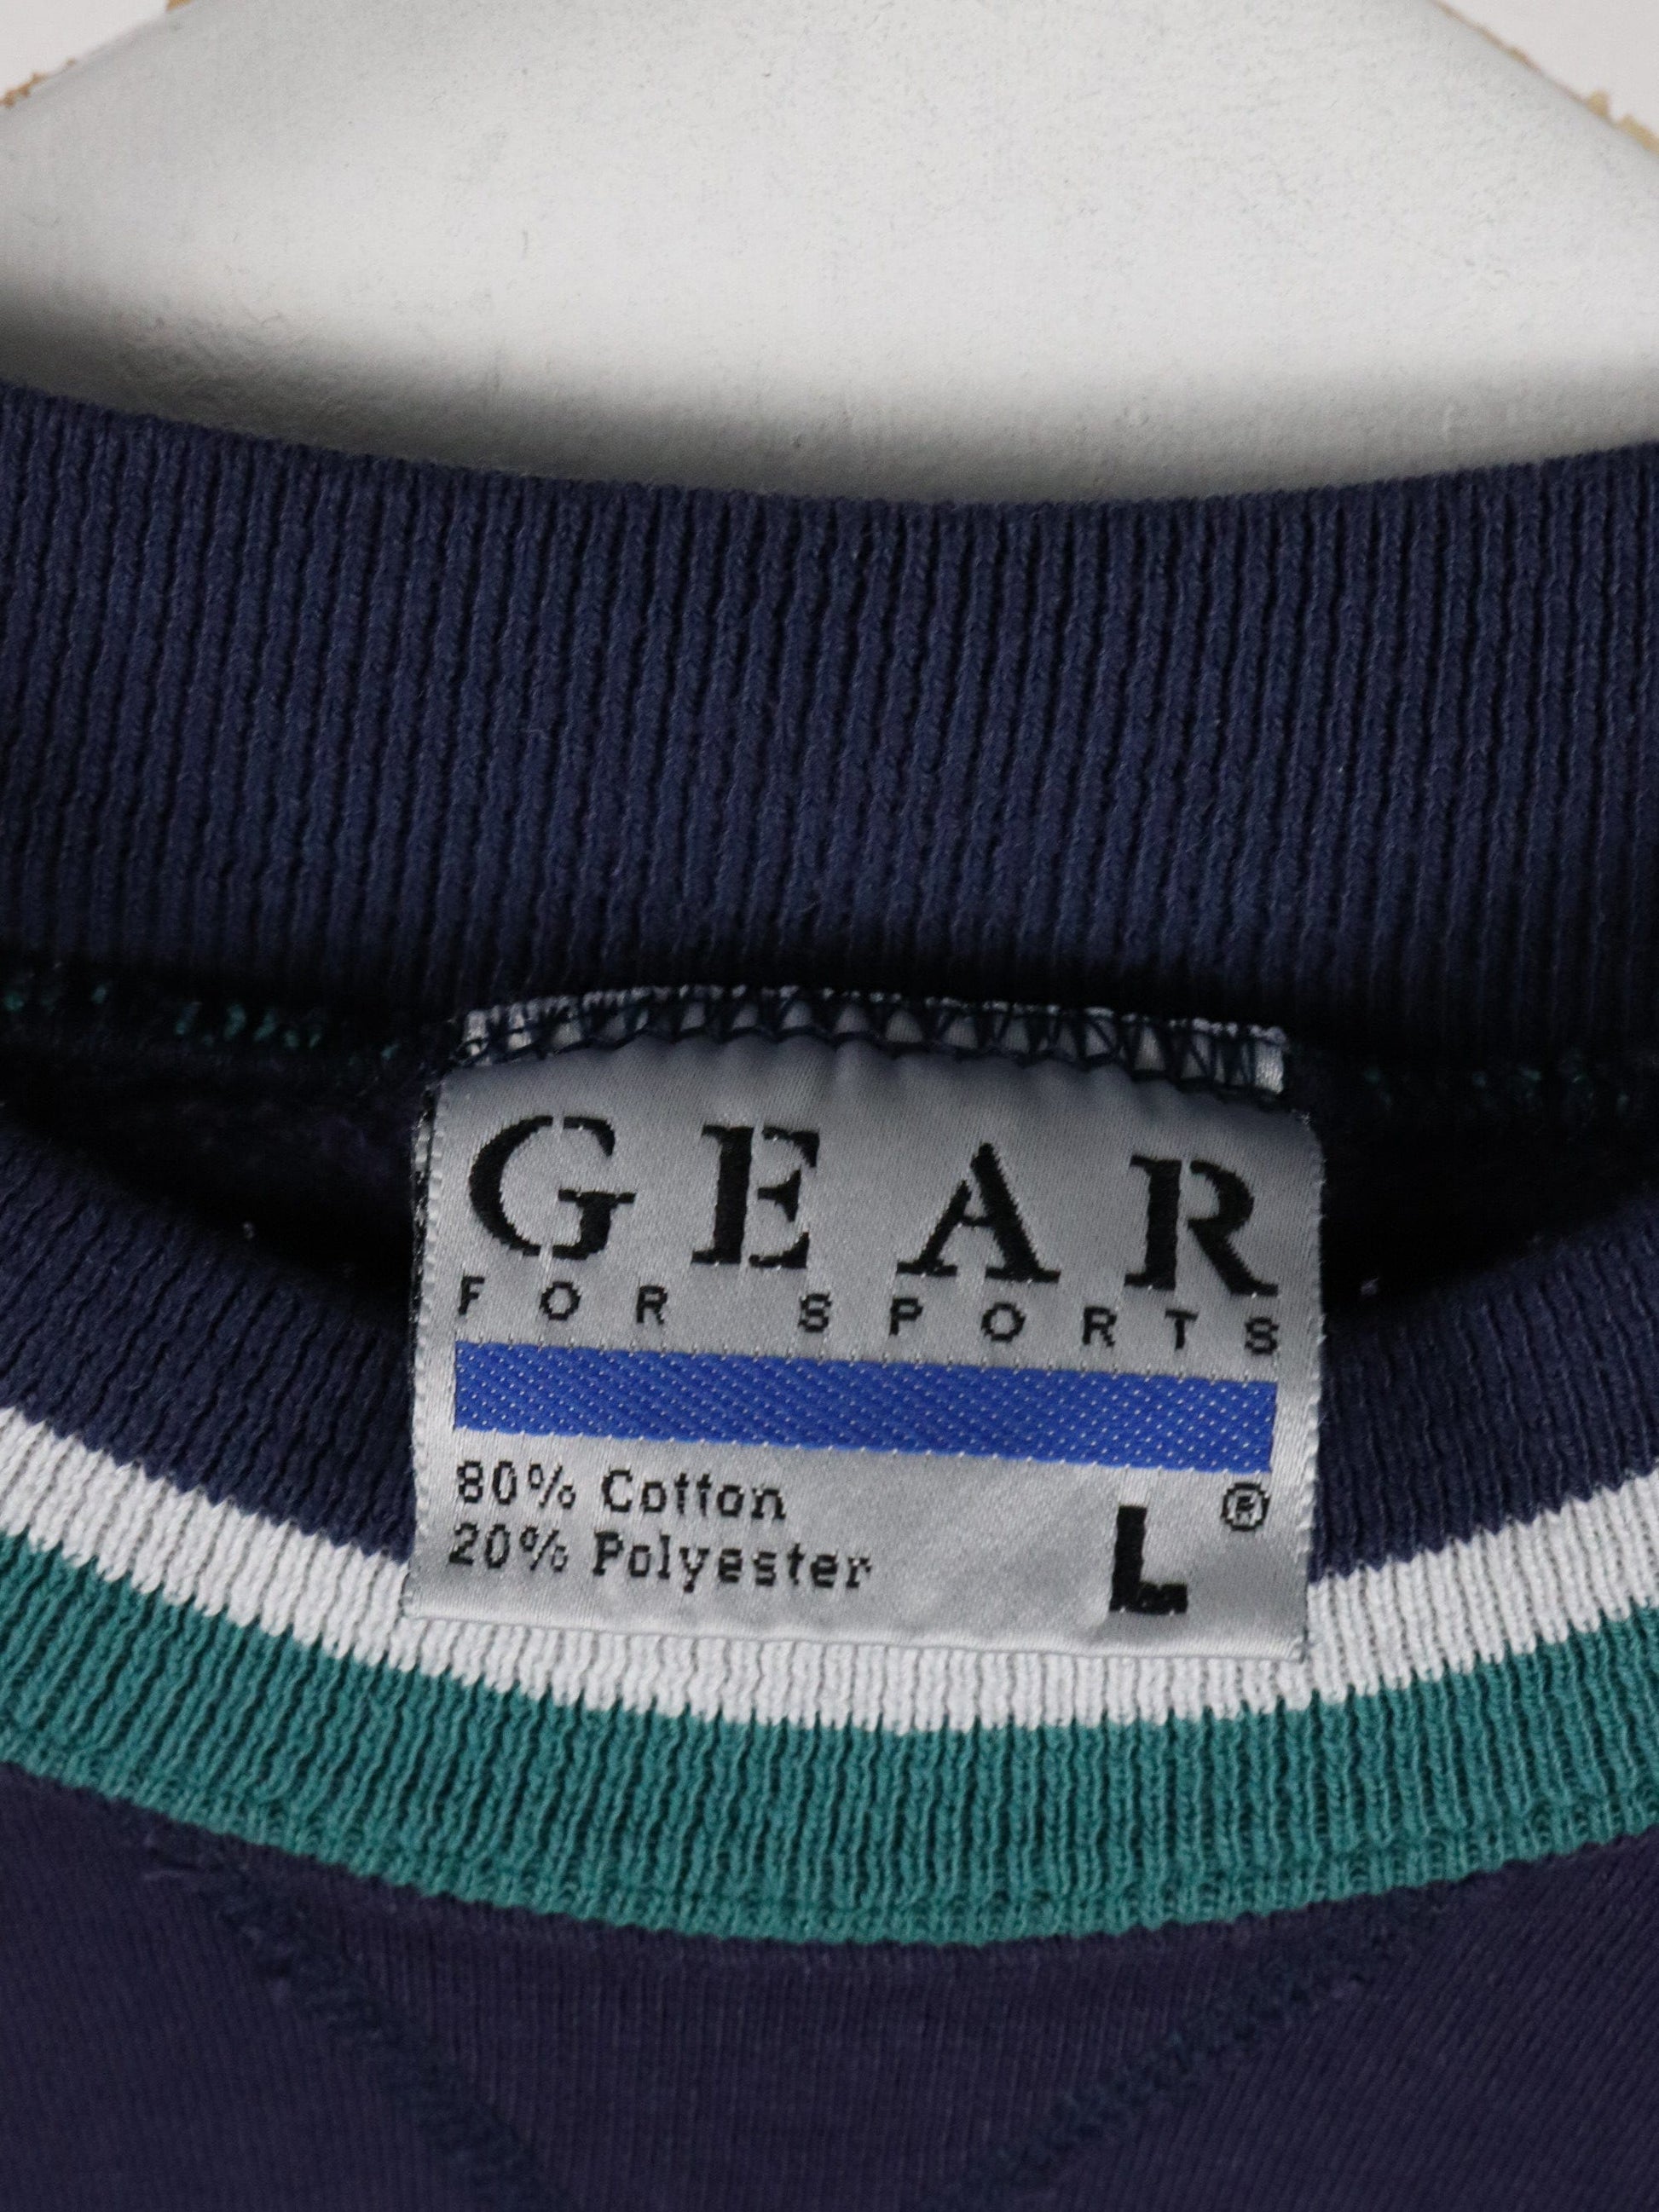 GEAR
FOR SPORTS
80% Cotton
20% Polyester
L ®